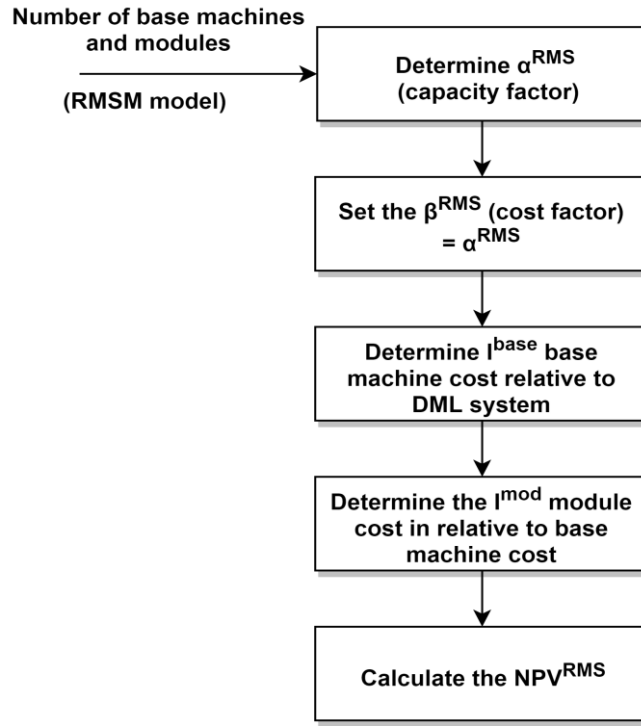 Number of base machines
and modules
(RMSM model)
Determine α^RMS
(capacity factor)
Set the β^RMS (cost factor)
= α^RMS
Determine I^base base
machine cost relative to
DML system
Determine the I^mod module
cost in relative to base
machine cost
Calculate the NPV^RMS